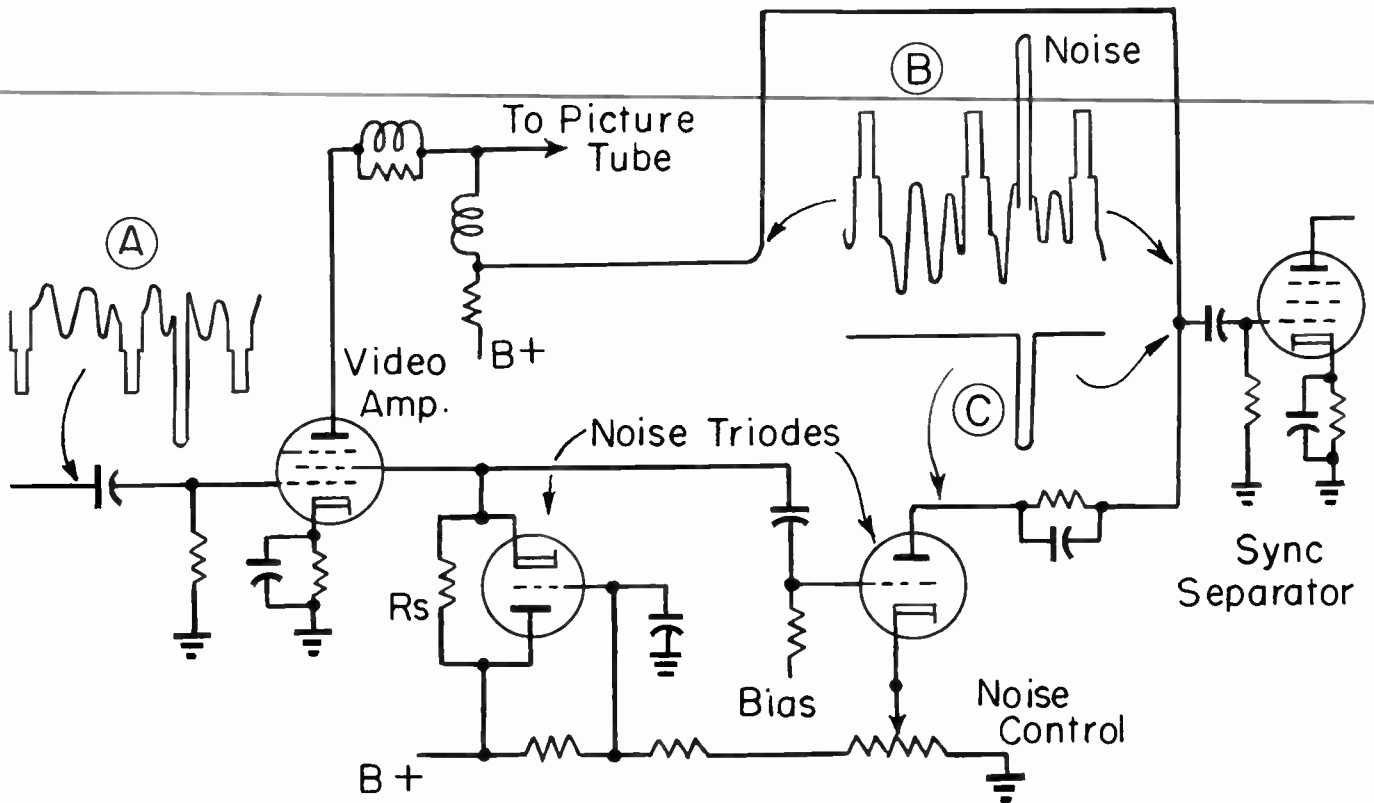 B
Noise
To Picture
Tube
A
B+
Video
Amp.
C
Noise Triodes
Sync
Separator
Rs
Bias
Noise
Control
B+